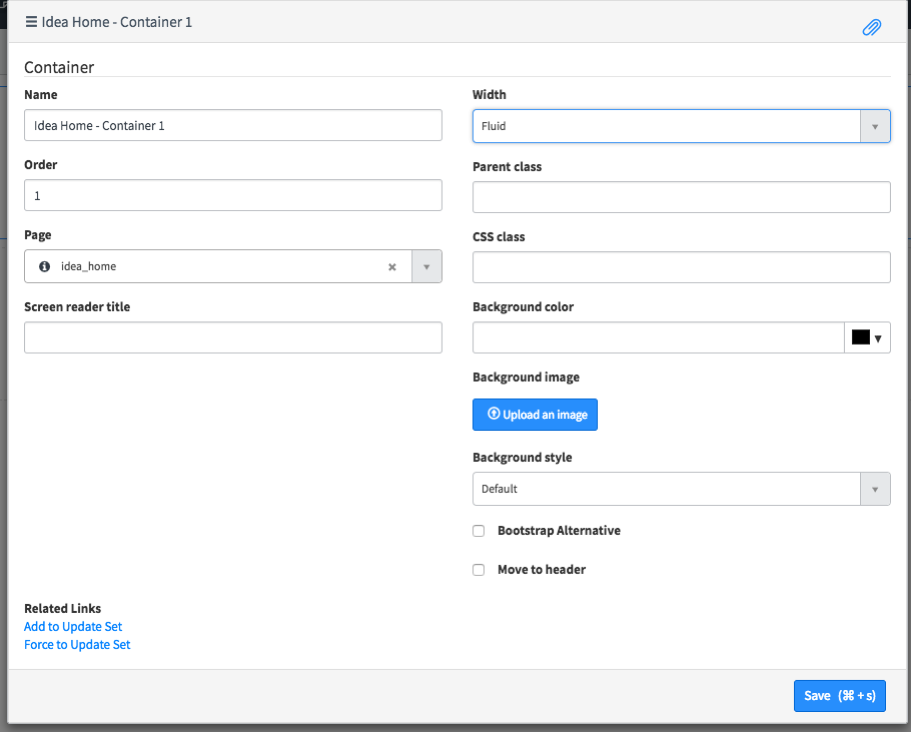 Idea Home - Container 1
Container
Name
Idea Home - Container 1
Order
1
Page
idea_home
Screen reader title
Width
Fluid
Parent class
CSS class
Background color
Background image
Upload an image
Background style
Default
Bootstrap Alternative
Move to header
Related Links
Add to Update Set
Force to Update Set
Save (⌘ + s)